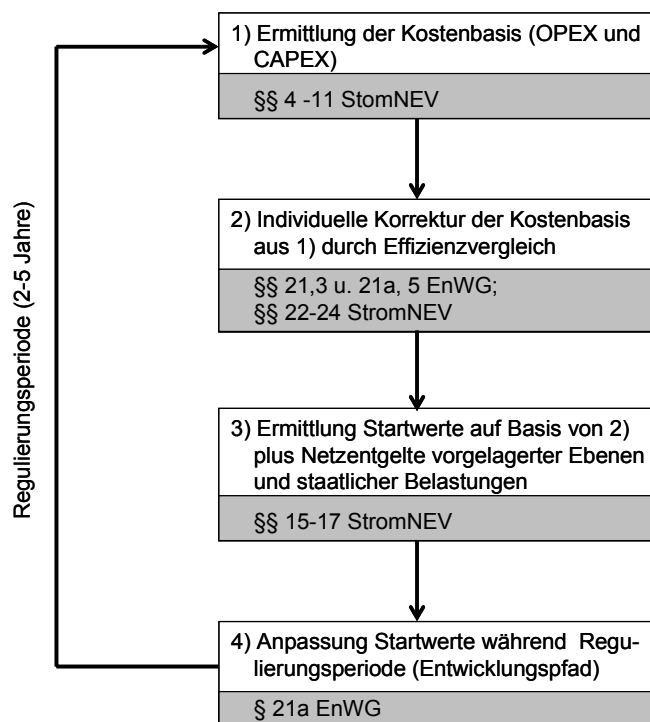 1) Ermittlung der Kostenbasis (OPEX und
CAPEX)
§§ 4 -11 StomNEV
2) Individuelle Korrektur der Kostenbasis
aus 1) durch Effizienzvergleich
§§ 21,3 u. 21a, 5 EnWG;
§§ 22-24 StromNEV
3) Ermittlung Startwerte auf Basis von 2)
plus Netzentgelte vorgelagerter Ebenen
und staatlicher Belastungen
§§ 15-17 StromNEV
4) Anpassung Startwerte während Regu-
lierungsperiode (Entwicklungspfad)
§ 21a EnWG
Regulierungsperiode (2-5 Jahre)